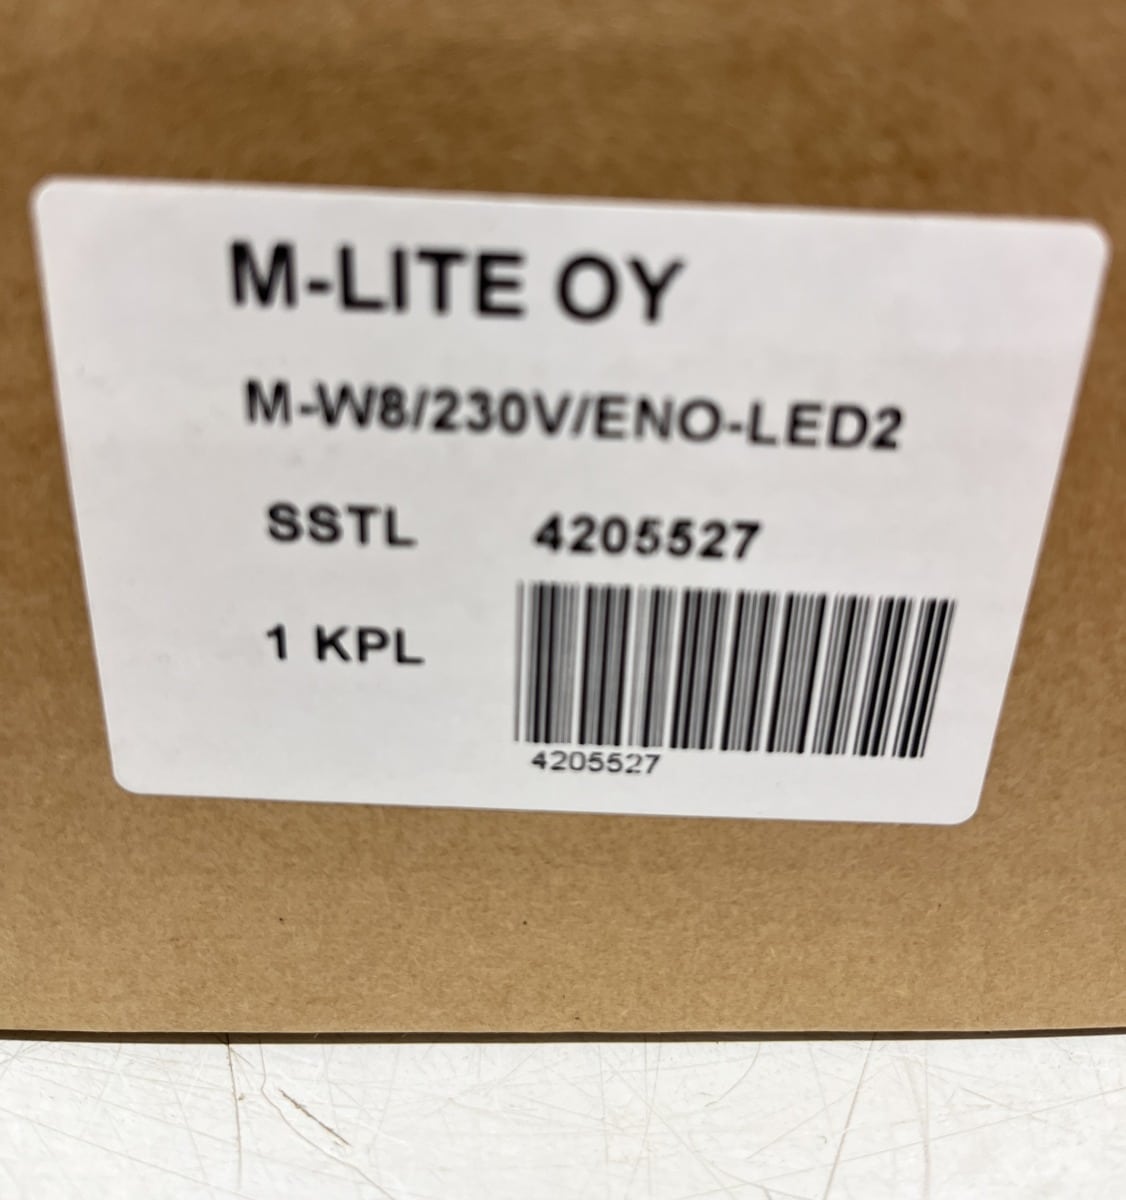 M-LITE OY
M-W8/230V/ENO-LED2
SSTL 4205527
1 KPL
4205527